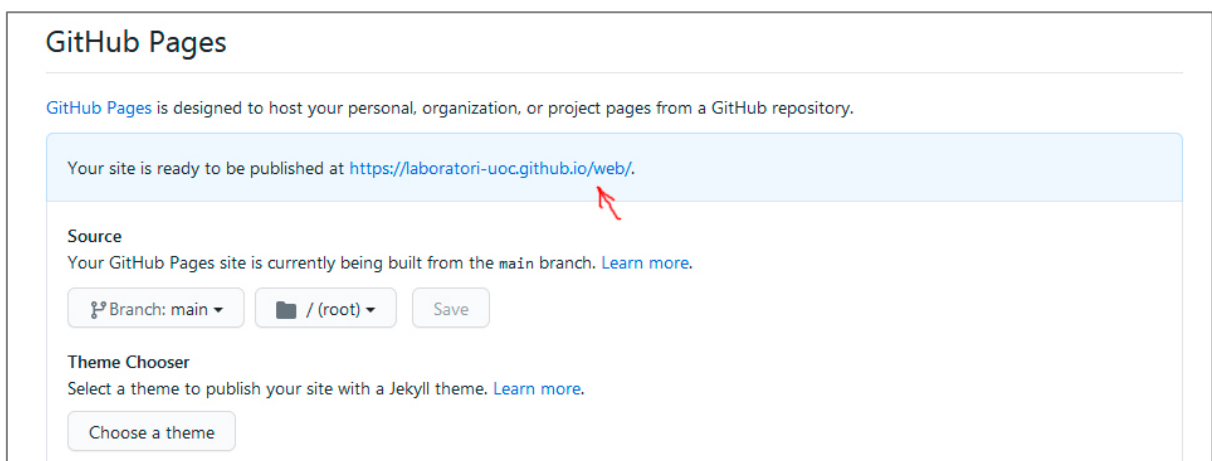 GitHub Pages
GitHub Pages is designed to host your personal, organization, or project pages from a GitHub repository.
Your site is ready to be published at https://laboratori-uoc.github.io/web/.
Source
Your GitHub Pages site is currently being built from the main branch. Learn more.
Branch: main / (root) Save
Theme Chooser
Select a theme to publish your site with a Jekyll theme. Learn more.
Choose a theme